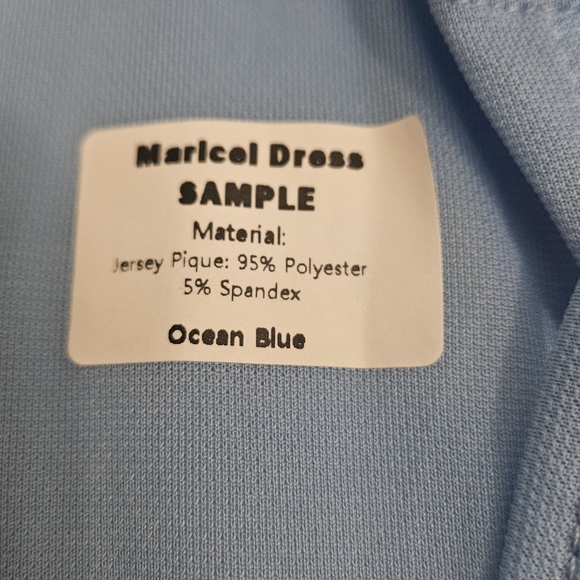 Maricel Dress
SAMPLE
Material:
Jersey Pique: 95% Polyester
5% Spandex
Ocean Blue